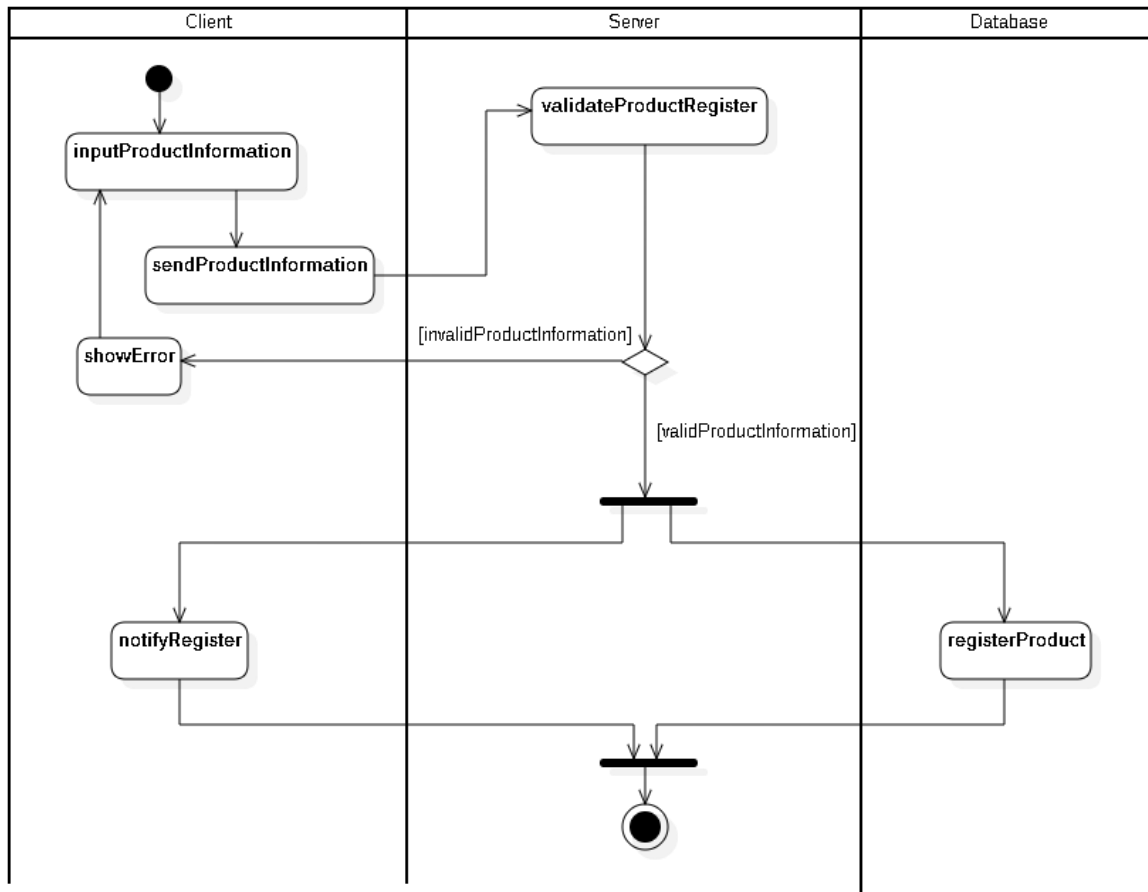 Client
Server
Database
validateProductRegister
inputProductInformation
sendProductInformation
[invalidProductInformation]
showError
[validProductInformation]
notifyRegister
registerProduct